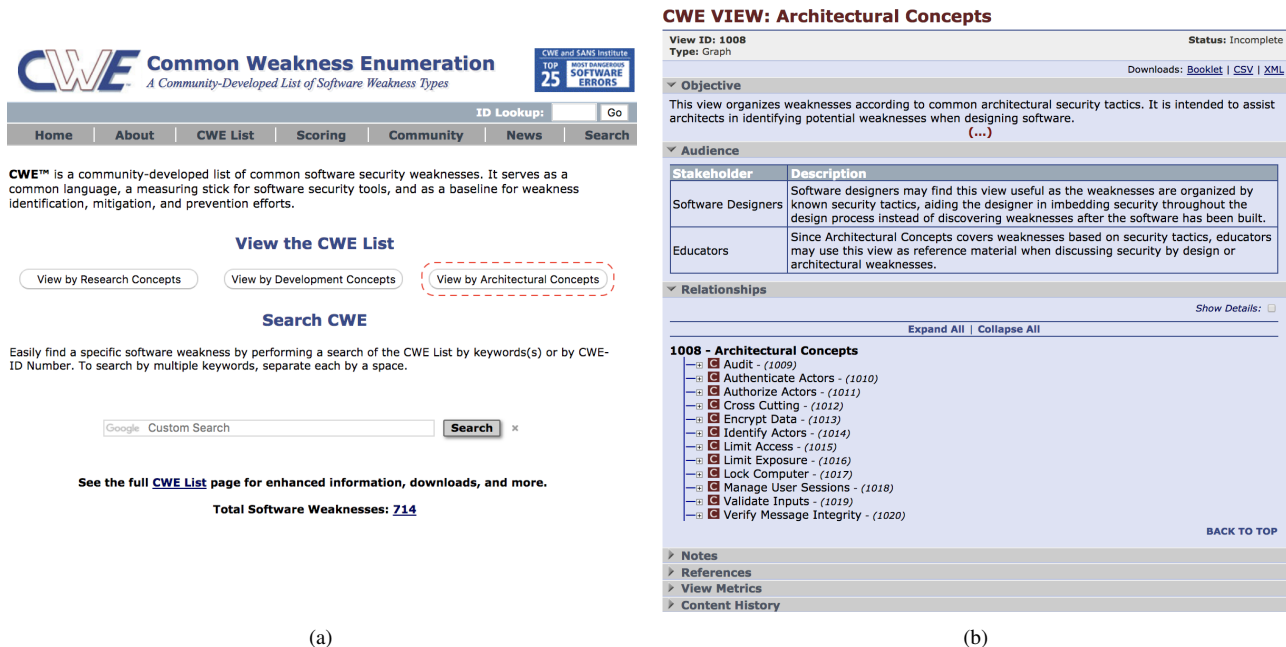 CWE Common Weakness Enumeration
A Community-Developed List of Software Weakness Types
CWE and SANS Institute
TOP 25 MOST DANGEROUS SOFTWARE ERRORS
ID Lookup: Go
Home About CWE List Scoring Community News Search
CWE™ is a community-developed list of common software security weaknesses. It serves as a
common language, a measuring stick for software security tools, and as a baseline for weakness
identification, mitigation, and prevention efforts.
View the CWE List
View by Research Concepts View by Development Concepts View by Architectural Concepts
Search CWE
Easily find a specific software weakness by performing a search of the CWE List by keywords(s) or by CWE-
ID Number. To search by multiple keywords, separate each by a space.
Google Custom Search Search ×
See the full CWE List page for enhanced information, downloads, and more.
Total Software Weaknesses: 714
(a)
CWE VIEW: Architectural Concepts
View ID: 1008 Status: Incomplete
Type: Graph
Downloads: Booklet | CSV | XML
Objective
This view organizes weaknesses according to common architectural security tactics. It is intended to assist
architects in identifying potential weaknesses when designing software.
(...)
Audience
Stakeholder Description
Software Designers Software designers may find this view useful as the weaknesses are organized by
known security tactics, aiding the designer in imbedding security throughout the
design process instead of discovering weaknesses after the software has been built.
Educators Since Architectural Concepts covers weaknesses based on security tactics, educators
may use this view as reference material when discussing security by design or
architectural weaknesses.
Relationships
Show Details:
Expand All | Collapse All
1008 - Architectural Concepts
C Audit - (1009)
C Authenticate Actors - (1010)
C Authorize Actors - (1011)
C Cross Cutting - (1012)
C Encrypt Data - (1013)
C Identify Actors - (1014)
C Limit Access - (1015)
C Limit Exposure - (1016)
C Lock Computer - (1017)
C Manage User Sessions - (1018)
C Validate Inputs - (1019)
C Verify Message Integrity - (1020)
BACK TO TOP
Notes
References
View Metrics
Content History
(b)